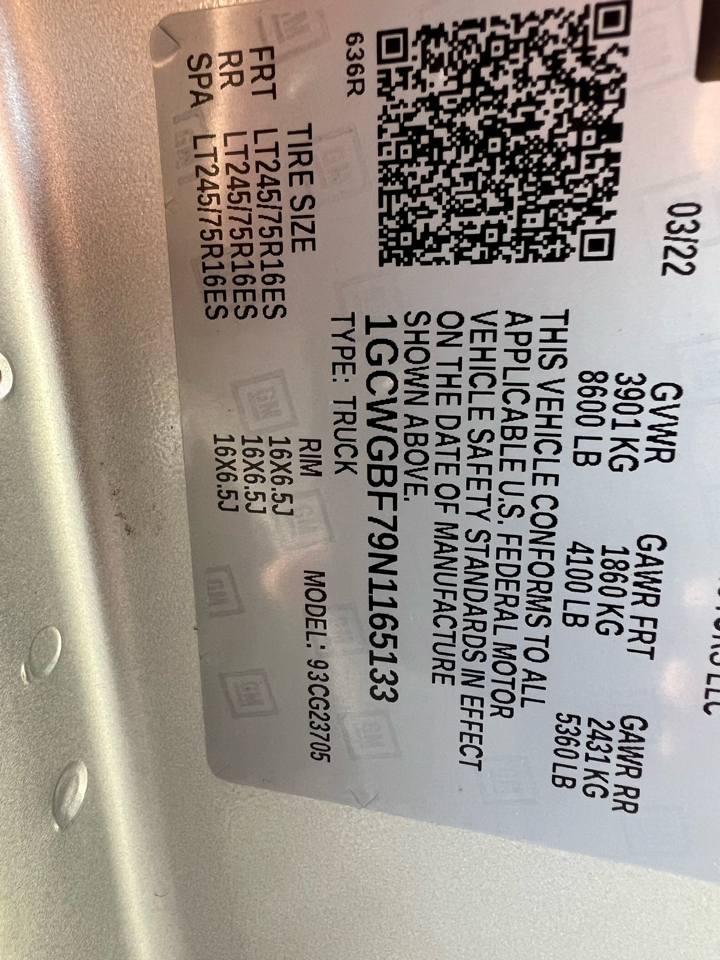 03/22
GVWR GAWR FRT GAWR RR
3901 KG 1860 KG 2431 KG
8600 LB 4100 LB 5360 LB
THIS VEHICLE CONFORMS TO ALL
APPLICABLE U.S. FEDERAL MOTOR
VEHICLE SAFETY STANDARDS IN EFFECT
ON THE DATE OF MANUFACTURE
SHOWN ABOVE.
1GCWGBF79N1165133
636R TYPE: TRUCK
TIRE SIZE RIM MODEL: 93CG23705
FRT LT245/75R16ES 16X6.5J
RR LT245/75R16ES 16X6.5J
SPA LT245/75R16ES 16X6.5J
GM